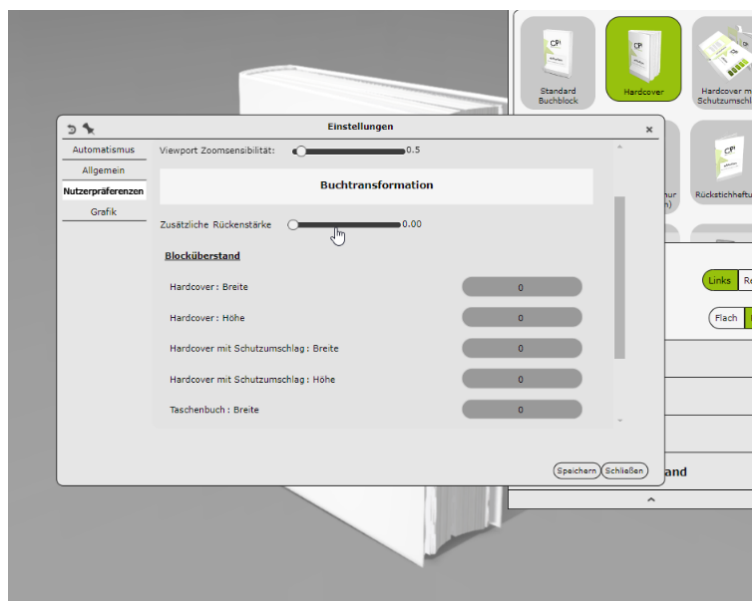 Standard
Buchblock
Hardcover
Hardcover m
Schutzumschl
Einstellungen
Automatismus
Allgemein
Nutzerpräferenzen
Grafik
Viewport Zoomsensibilität:
0.5
Buchtransformation
Zusätzliche Rückenstärke
0.00
Blocküberstand
Hardcover: Breite
0
Hardcover: Höhe
0
Hardcover mit Schutzumschlag: Breite
0
Hardcover mit Schutzumschlag: Höhe
0
Taschenbuch: Breite
0
Speichern
Schließen
nur
n)
Rückstichheftu
Links
Re
Flach
and